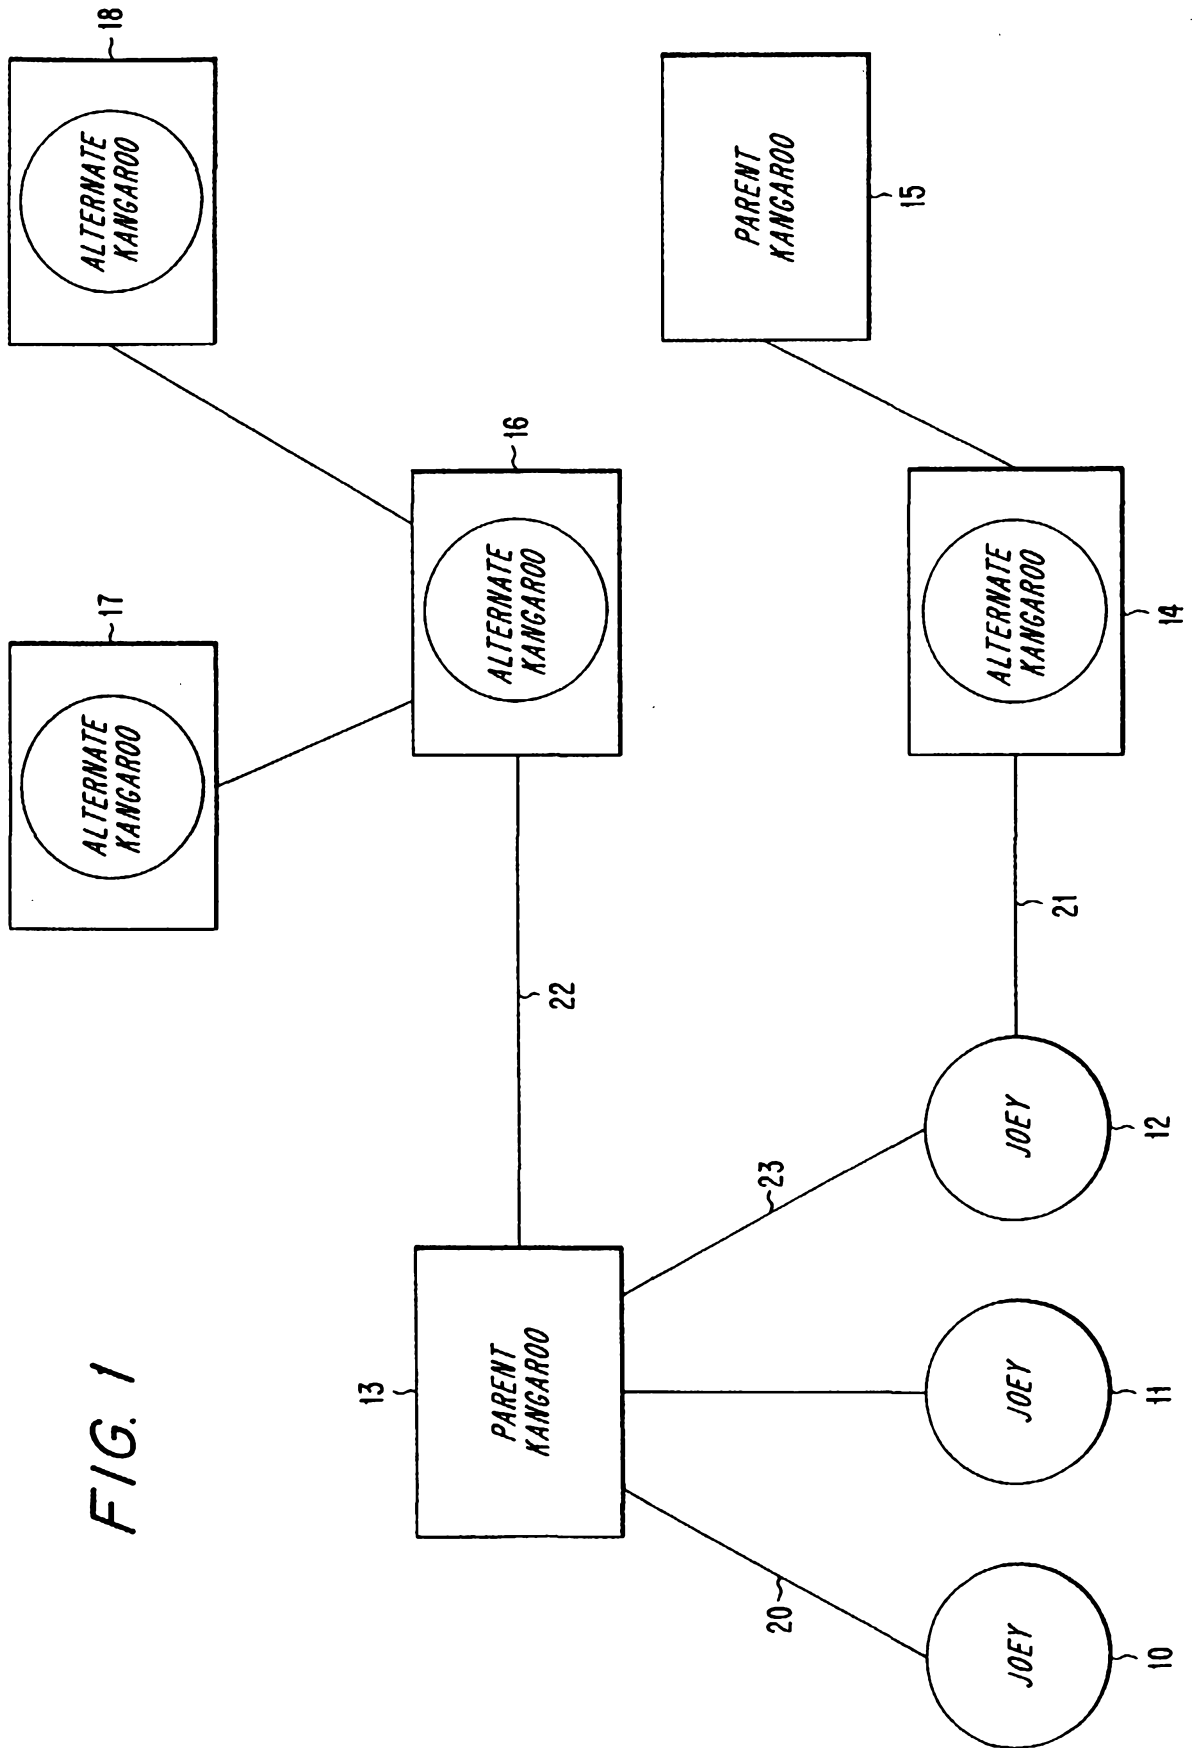 FIG. 1
17
ALTERNATE
KANGAROO
18
ALTERNATE
KANGAROO
13
PARENT
KANGAROO
22
16
ALTERNATE
KANGAROO
PARENT
KANGAROO
15
20
23
21
JOEY
10
JOEY
11
JOEY
12
ALTERNATE
KANGAROO
14